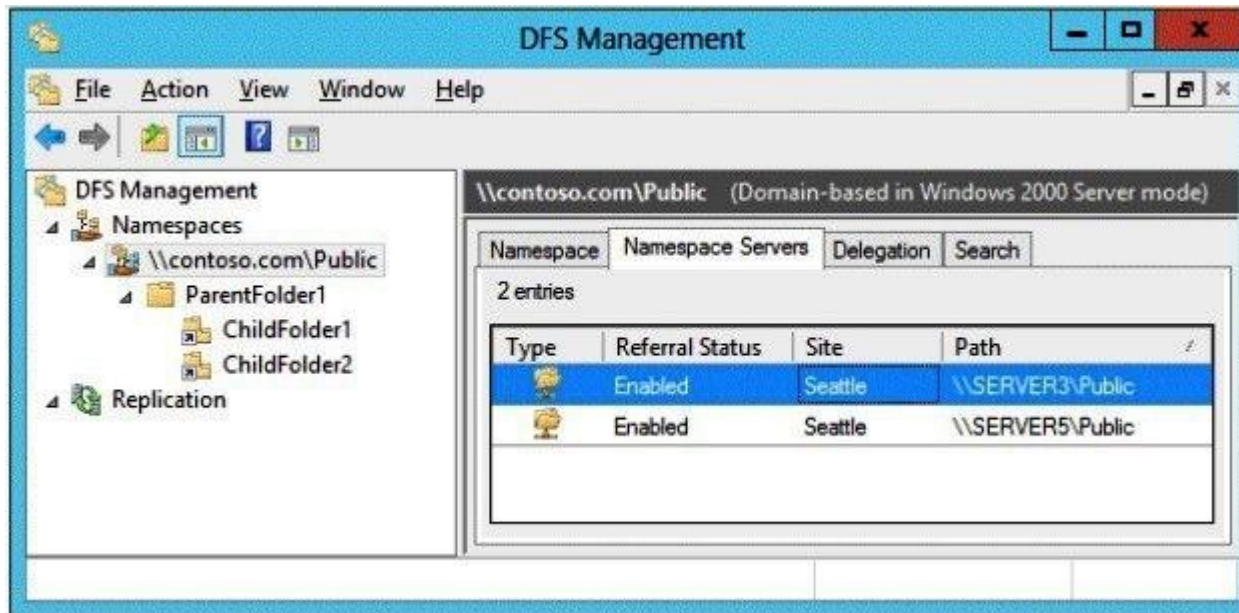 DFS Management
File Action View Window Help
DFS Management
Namespaces
\\contoso.com\Public
ParentFolder1
ChildFolder1
ChildFolder2
Replication
\\contoso.com\Public (Domain-based in Windows 2000 Server mode)
Namespace Namespace Servers Delegation Search
2 entries
Type Referral Status Site Path
Enabled Seattle \\SERVER3\Public
Enabled Seattle \\SERVER5\Public